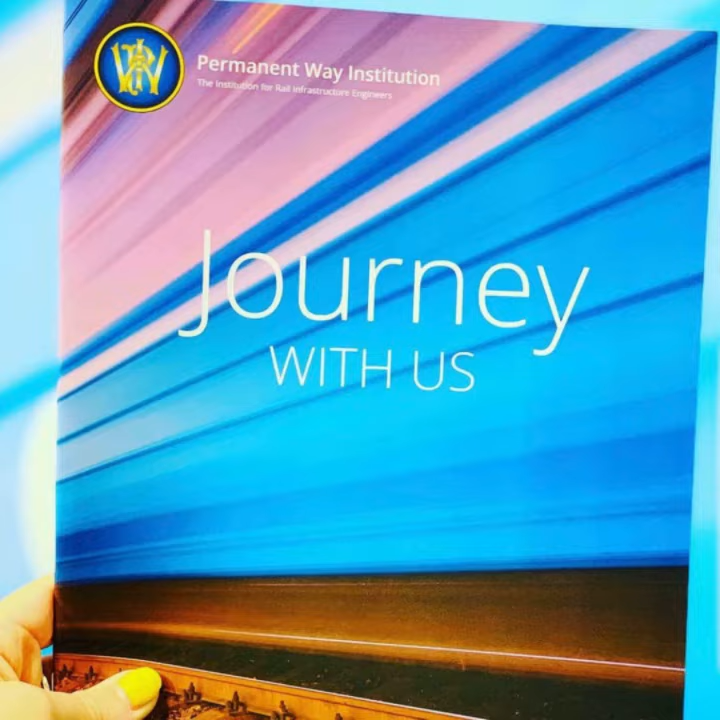 Permanent Way Institution
The Institution for Rail Infrastructure Engineers
Journey
WITH US